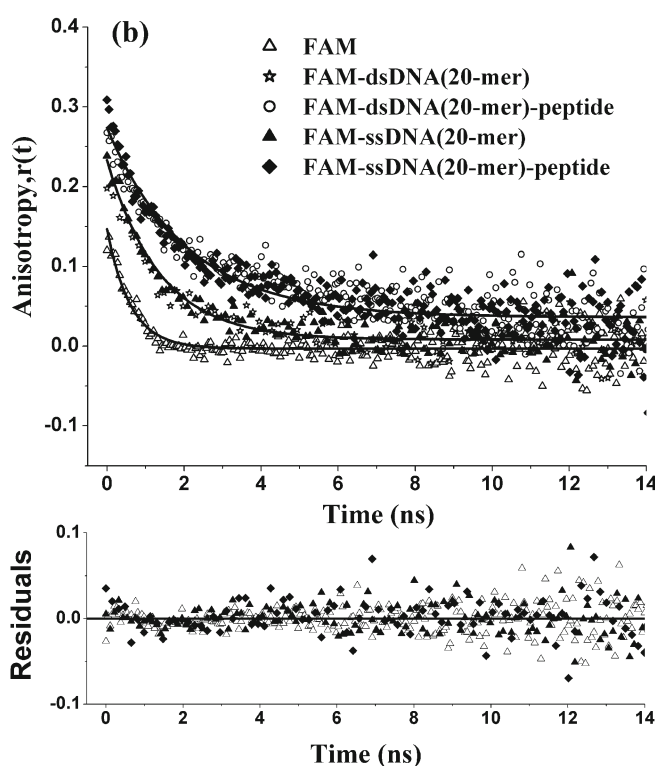 (b)
FAM
FAM-dsDNA(20-mer)
FAM-dsDNA(20-mer)-peptide
FAM-ssDNA(20-mer)
FAM-ssDNA(20-mer)-peptide
Anisotropy,r(t)
0.4
0.3
0.2
0.1
0.0
-0.1
0 2 4 6 8 10 12 14
Time (ns)
Residuals
0.1
0.0
-0.1
0 2 4 6 8 10 12 14
Time (ns)